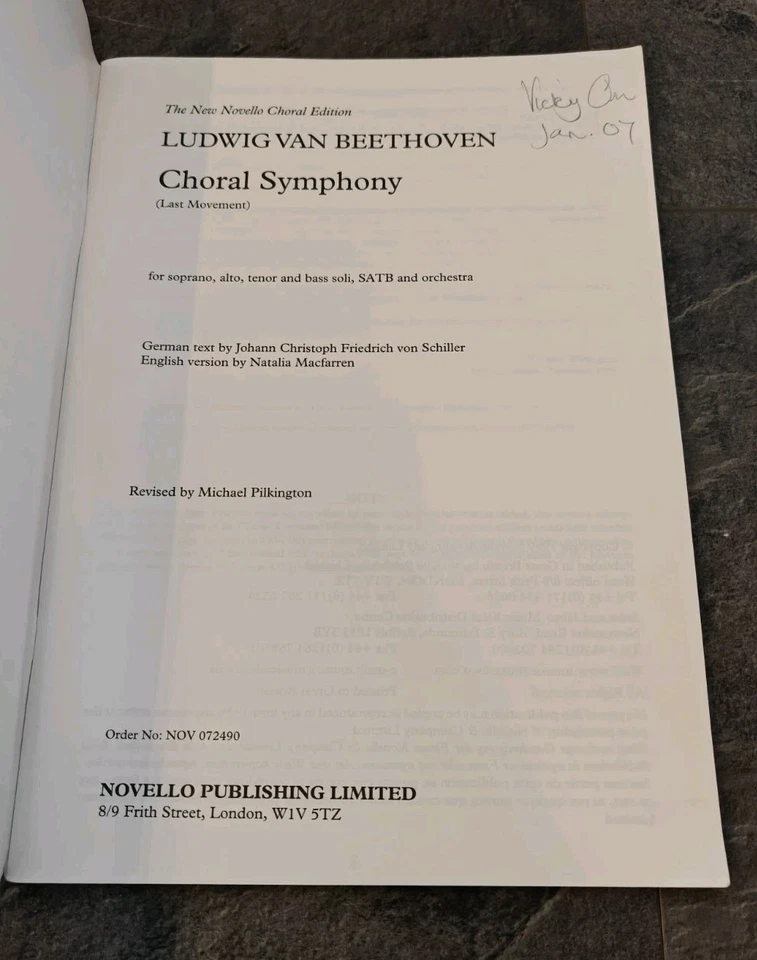 Vicky
Jan. 07
The New Novello Choral Edition
LUDWIG VAN BEETHOVEN
Choral Symphony
(Last Movement)
for soprano, alto, tenor and bass soli, SATB and orchestra
German text by Johann Christoph Friedrich von Schiller
English version by Natalia Macfarren
Revised by Michael Pilkington
Order No: NOV 072490
NOVELLO PUBLISHING LIMITED
8/9 Frith Street, London, W1V 5TZ